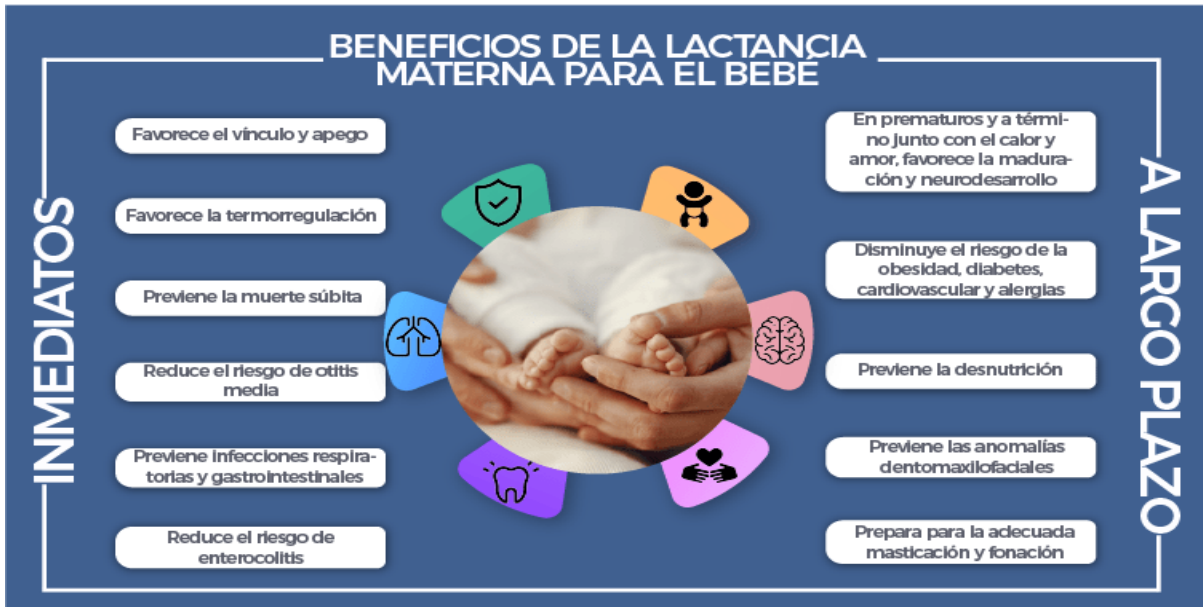 BENEFICIOS DE LA LACTANCIA
MATERNA PARA EL BEBÉ
INMEDIATOS
Favorece el vínculo y apego
Favorece la termorregulación
Previene la muerte súbita
Reduce el riesgo de otitis
media
Previene infecciones respira-
torias y gastrointestinales
Reduce el riesgo de
enterocolitis
A LARGO PLAZO
En prematuros y a térmi-
no junto con el calor y
amor, favorece la madura-
ción y neurodesarrollo
Disminuye el riesgo de la
obesidad, diabetes,
cardiovascular y alergias
Previene la desnutrición
Previene las anomalías
dentomaxilofaciales
Prepara para la adecuada
masticación y fonación